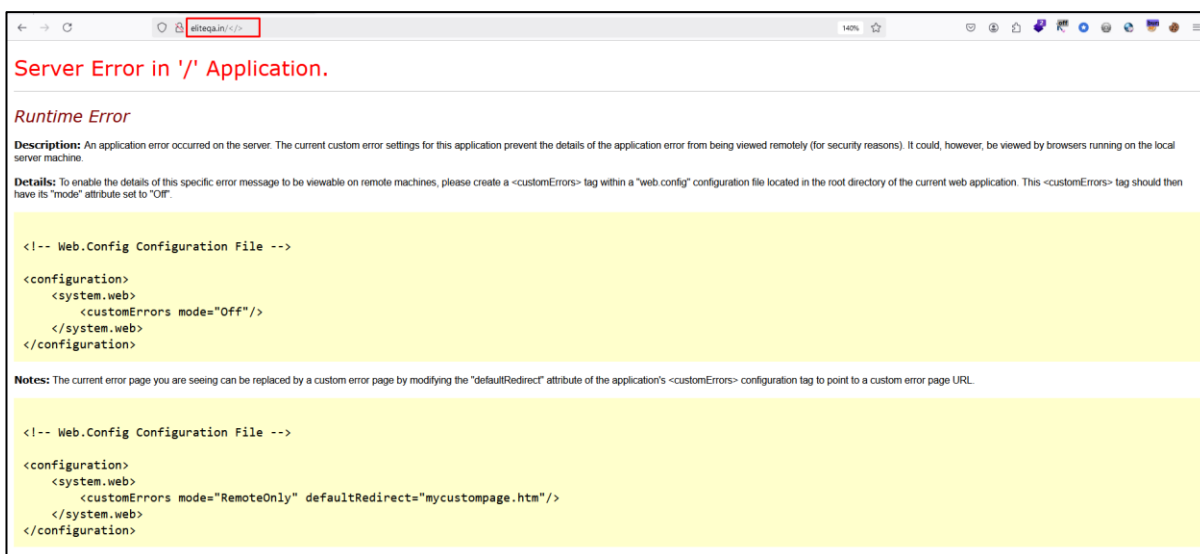 eliteqa.in/</>
140%
Server Error in '/' Application.
Runtime Error
Description: An application error occurred on the server. The current custom error settings for this application prevent the details of the application error from being viewed remotely (for security reasons). It could, however, be viewed by browsers running on the local
server machine.
Details: To enable the details of this specific error message to be viewable on remote machines, please create a <customErrors> tag within a "web.config" configuration file located in the root directory of the current web application. This <customErrors> tag should then
have its "mode" attribute set to "Off".
<!-- Web.Config Configuration File -->
<configuration>
    <system.web>
        <customErrors mode="Off"/>
    </system.web>
</configuration>
Notes: The current error page you are seeing can be replaced by a custom error page by modifying the "defaultRedirect" attribute of the application's <customErrors> configuration tag to point to a custom error page URL.
<!-- Web.Config Configuration File -->
<configuration>
    <system.web>
        <customErrors mode="RemoteOnly" defaultRedirect="mycustompage.htm"/>
    </system.web>
</configuration>